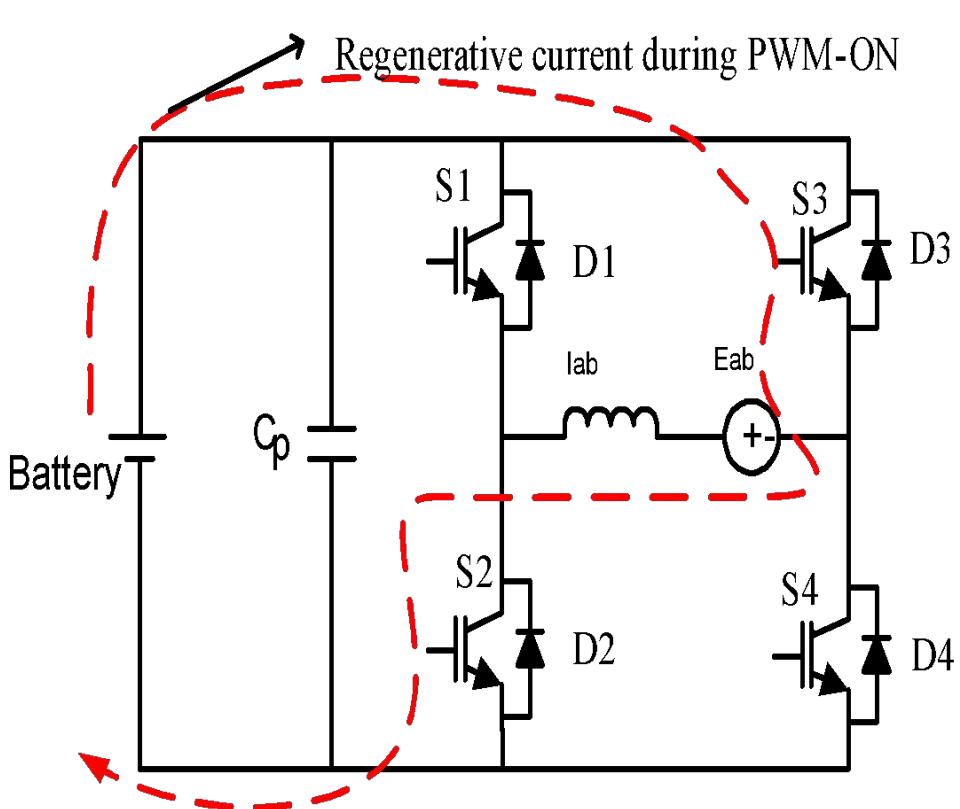 Regenerative current during PWM-ON
S1
D1
S3
D3
Iab
Eab
Cp
+-
Battery
S2
D2
S4
D4